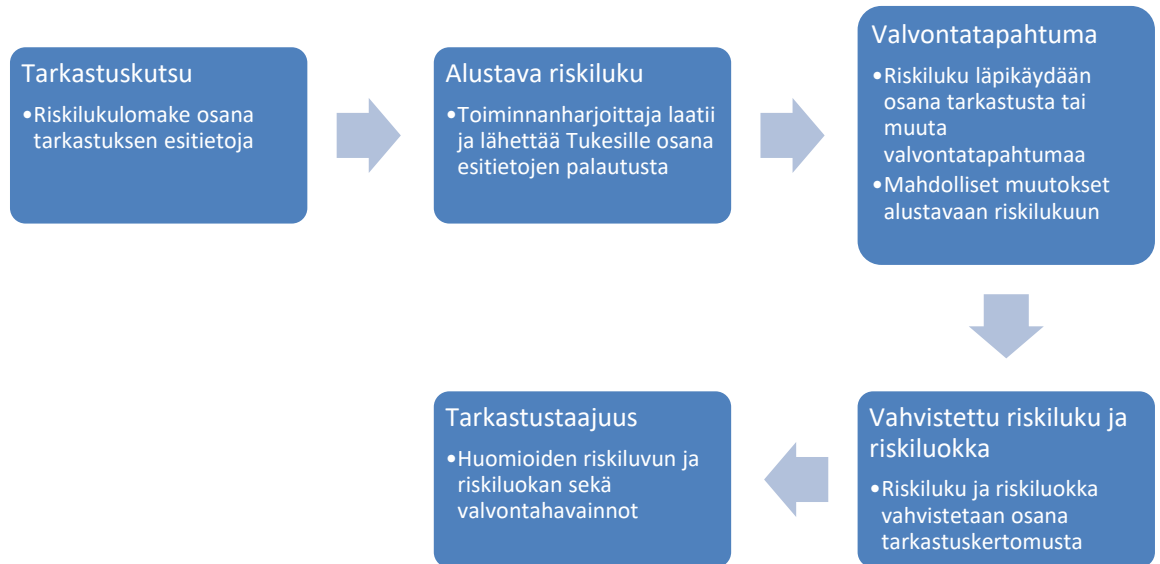 Tarkastuskutsu
•Riskilukulomake osana
tarkastuksen esitietoja
Alustava riskiluku
•Toiminnanharjoittaja laatii
ja lähettää Tukesille osana
esitietojen palautusta
Valvontatapahtuma
•Riskiluku läpikäydään
osana tarkastusta tai
muuta
valvontatapahtumaa
•Mahdolliset muutokset
alustavaan riskilukuun
Vahvistettu riskiluku ja
riskiluokka
•Riskiluku ja riskiluokka
vahvistetaan osana
tarkastuskertomusta
Tarkastustaajuus
•Huomioiden riskiluvun ja
riskiluokan sekä
valvontahavainnot